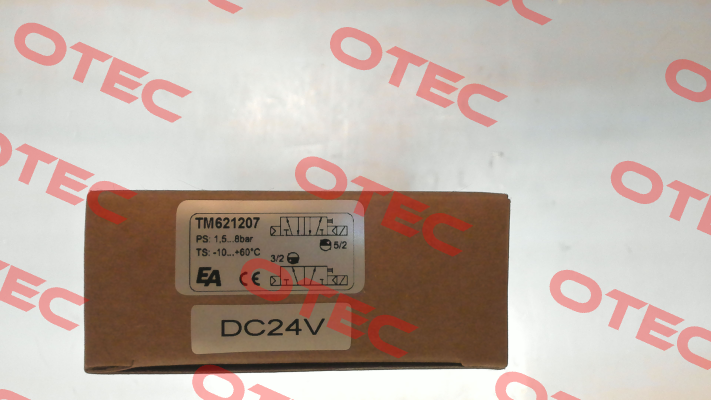 TM621207
PS: 1,5...8bar
TS: -10...+60°C
5/2
3/2
EA CE
DC24V
OTEC
OTEC
OTEC
OTEC
OTEC
OTEC
OTEC
OTEC
OTEC